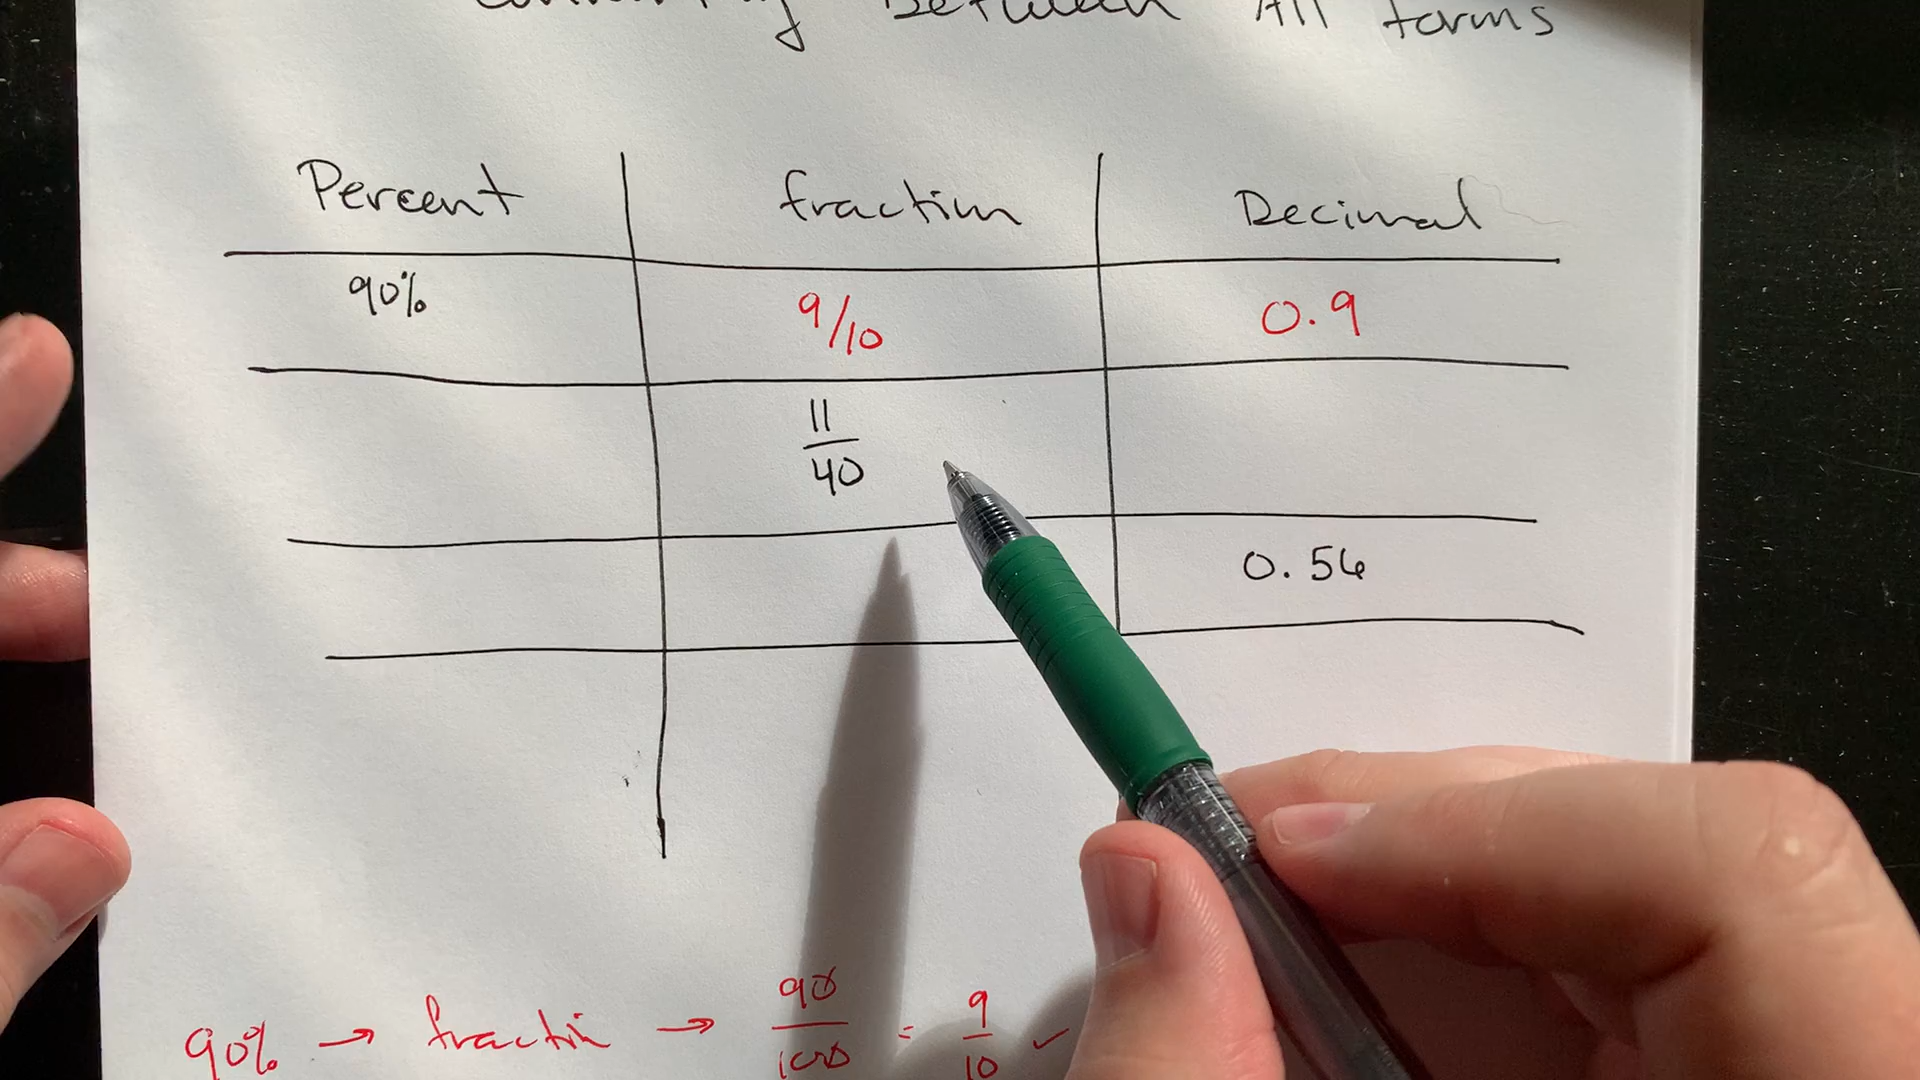 Between All forms
Percent fraction Decimal
90% 9/10 0.9
11/40
0.56
90% → fraction → 90/100 = 9/10 ✓